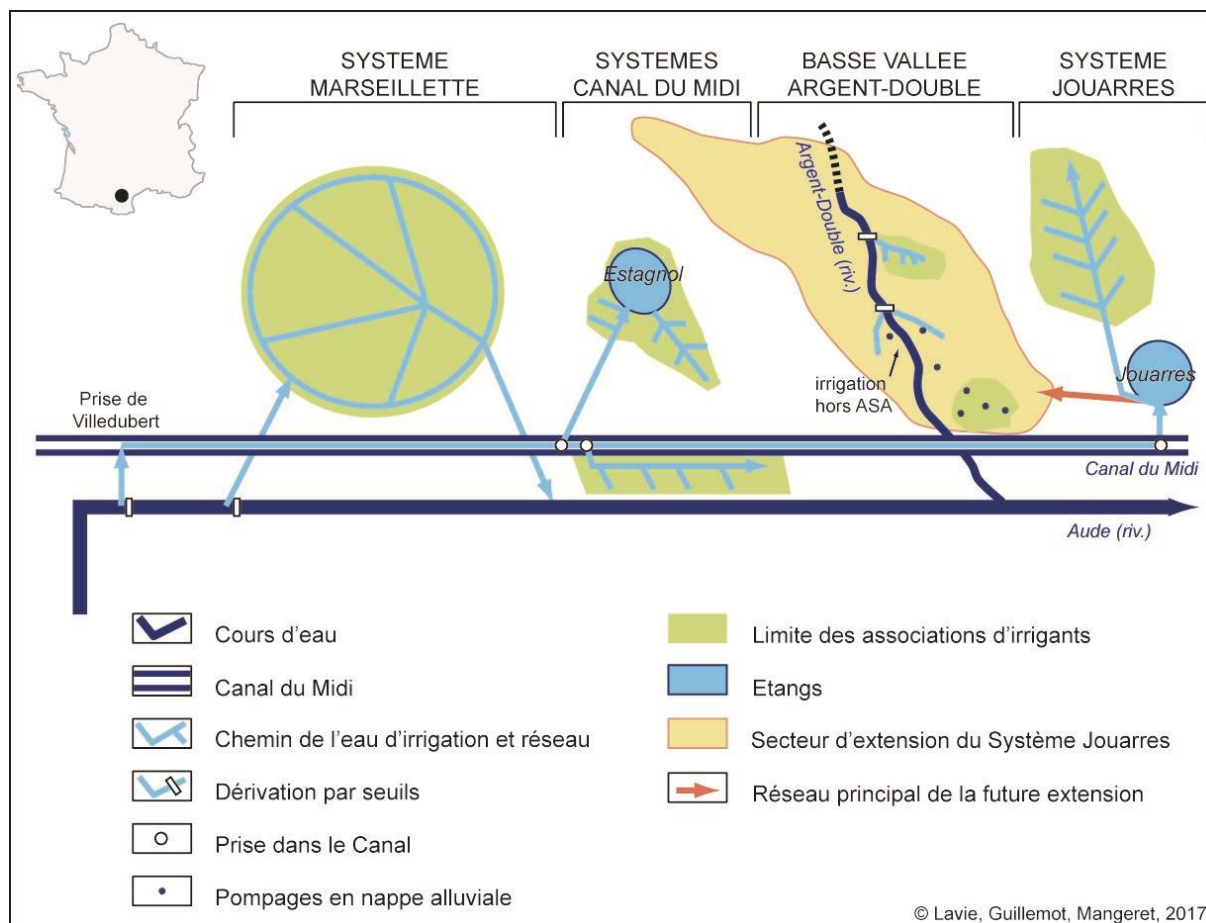 SYSTEME
MARSEILLETTE
SYSTEMES
CANAL DU MIDI
BASSE VALLEE
ARGENT-DOUBLE
SYSTEME
JOUARRES
Argent-Double (riv.)
Estagnol
irrigation
hors ASA
Jouarres
Prise de
Villedubert
Canal du Midi
Aude (riv.)
Cours d'eau
Canal du Midi
Chemin de l'eau d'irrigation et réseau
Dérivation par seuils
Prise dans le Canal
Pompages en nappe alluviale
Limite des associations d'irrigants
Etangs
Secteur d'extension du Système Jouarres
Réseau principal de la future extension
© Lavie, Guillemot, Mangeret, 2017